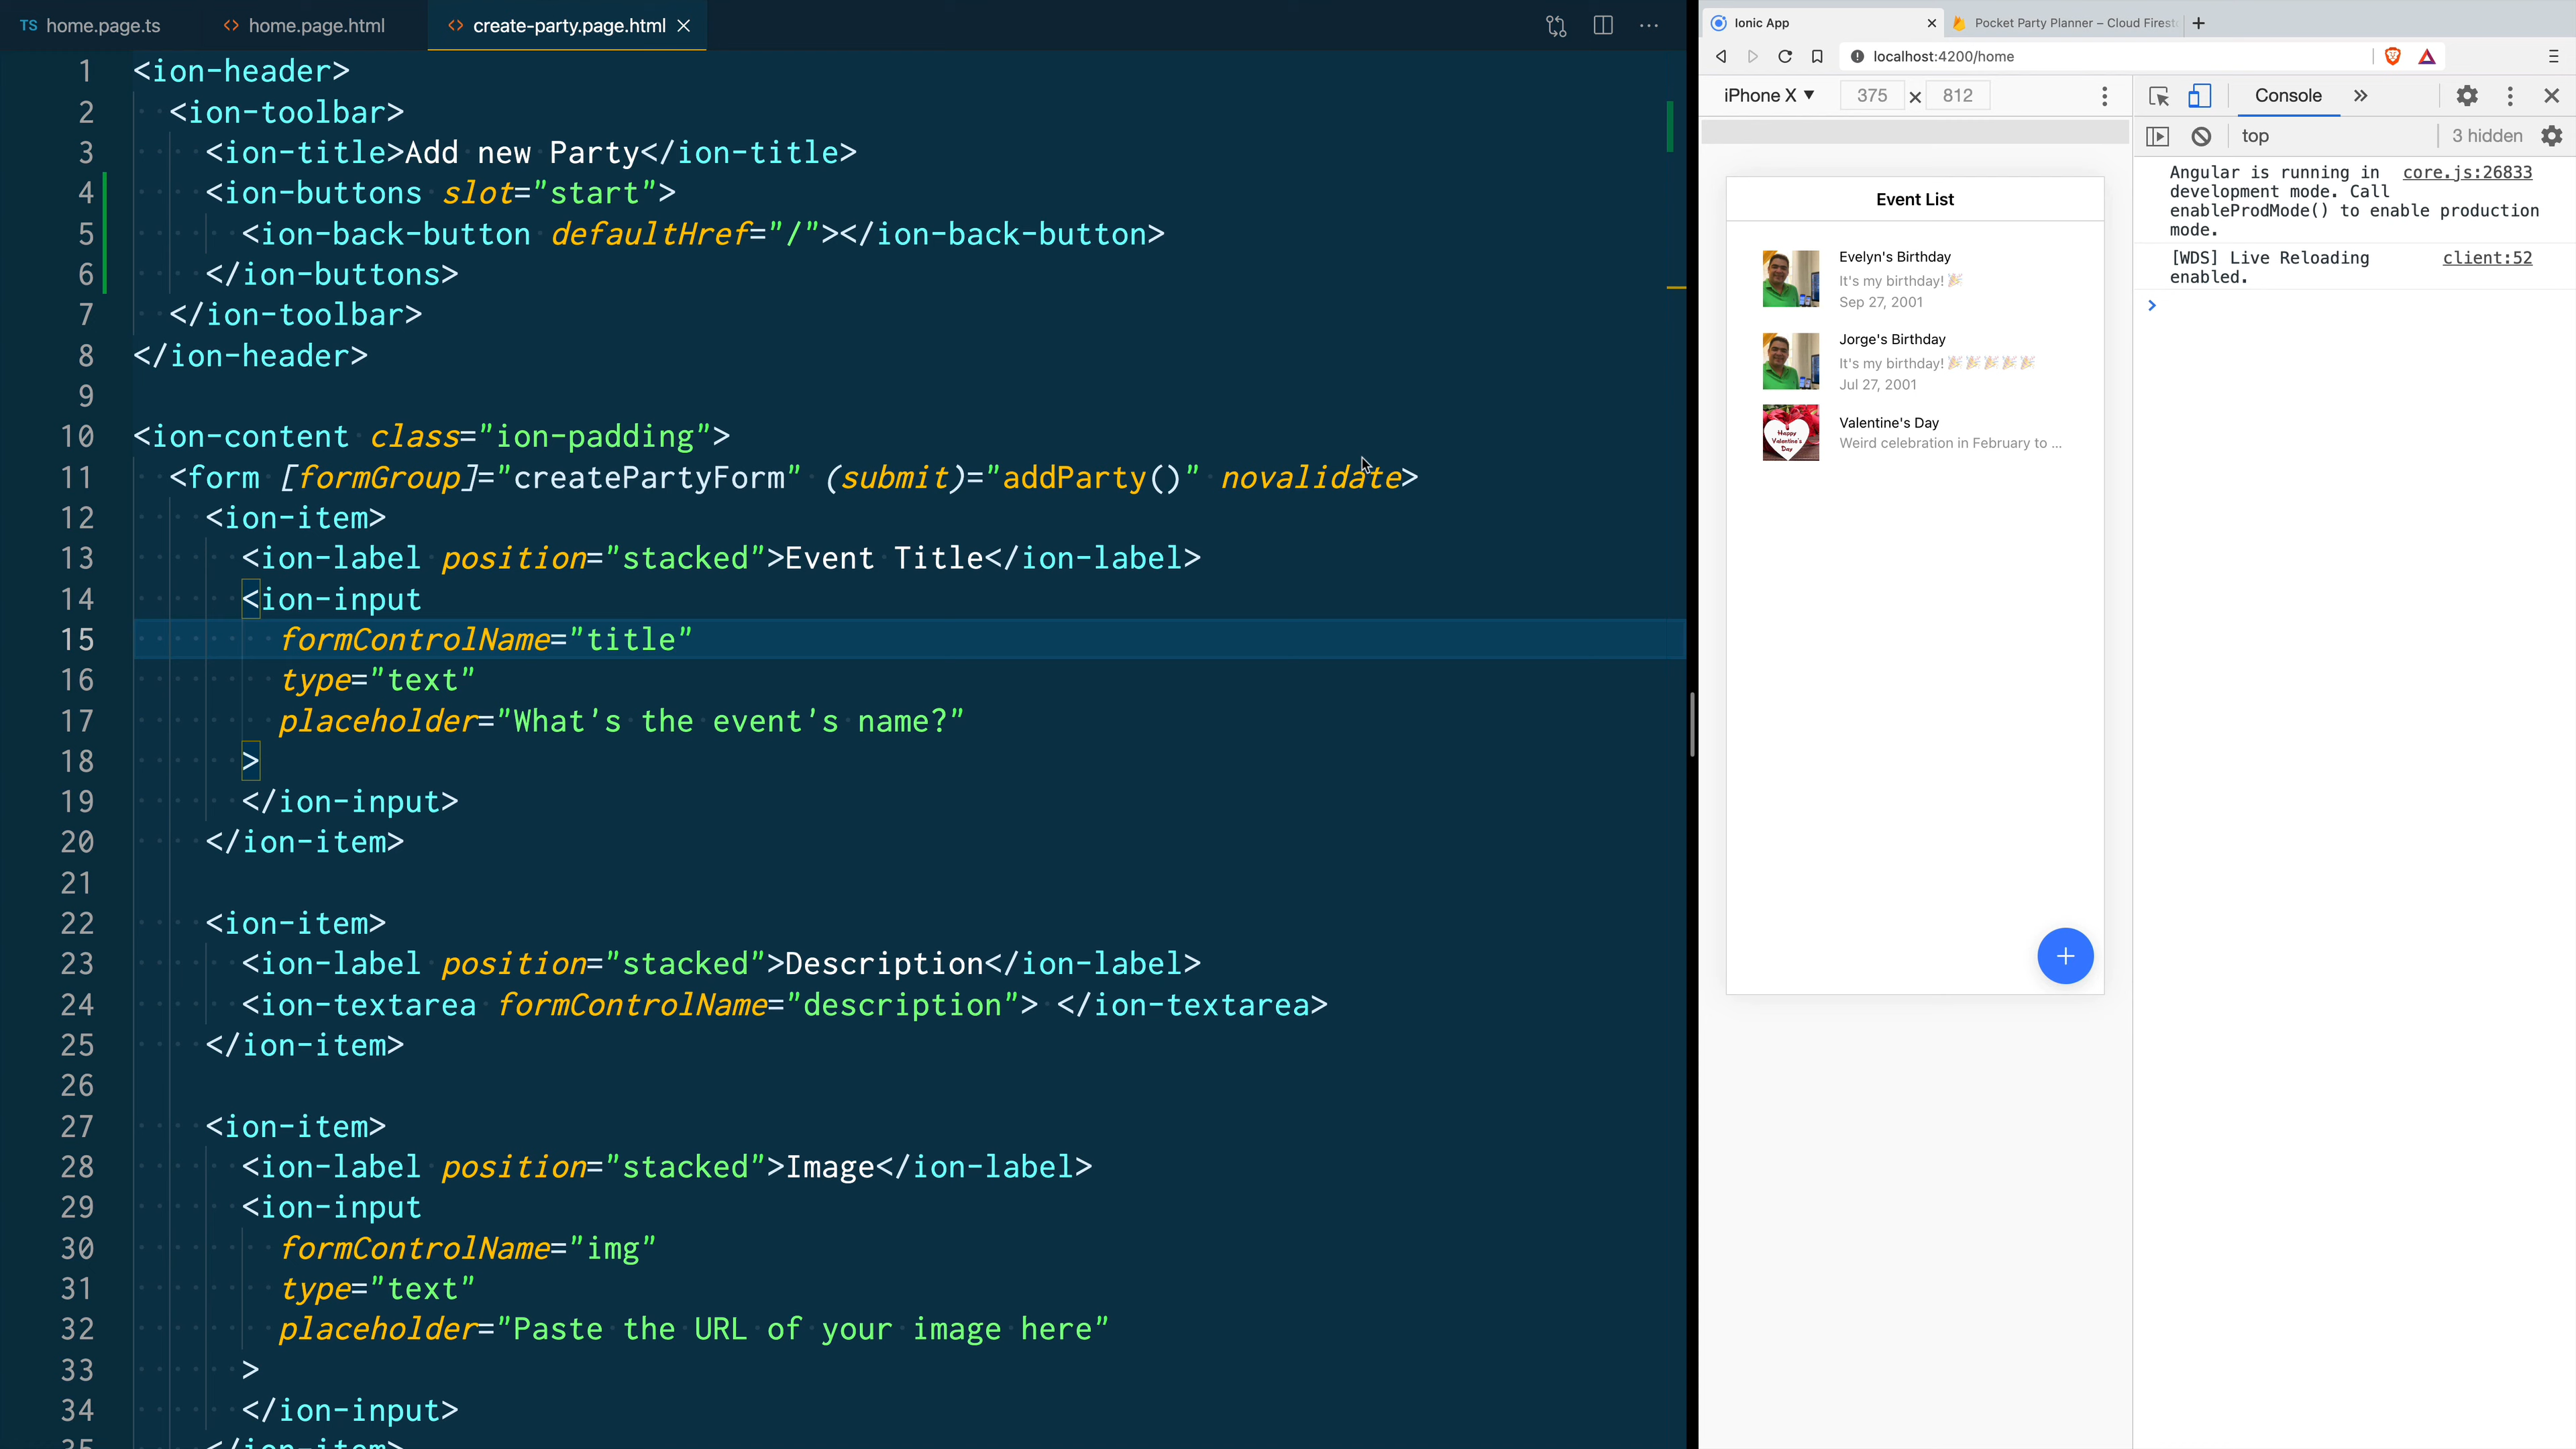 TS home.page.ts
<> home.page.html
<> create-party.page.html
1 <ion-header>
2 <ion-toolbar>
3 <ion-title>Add new Party</ion-title>
4 <ion-buttons slot="start">
5 <ion-back-button defaultHref="/"></ion-back-button>
6 </ion-buttons>
7 </ion-toolbar>
8 </ion-header>
9
10 <ion-content class="ion-padding">
11 <form [formGroup]="createPartyForm" (submit)="addParty()" novalidate>
12 <ion-item>
13 <ion-label position="stacked">Event Title</ion-label>
14 <ion-input
15 formControlName="title"
16 type="text"
17 placeholder="What's the event's name?"
18 >
19 </ion-input>
20 </ion-item>
21
22 <ion-item>
23 <ion-label position="stacked">Description</ion-label>
24 <ion-textarea formControlName="description"> </ion-textarea>
25 </ion-item>
26
27 <ion-item>
28 <ion-label position="stacked">Image</ion-label>
29 <ion-input
30 formControlName="img"
31 type="text"
32 placeholder="Paste the URL of your image here"
33 >
34 </ion-input>
35 </ion-item>
Ionic App
Pocket Party Planner – Cloud Firest
localhost:4200/home
iPhone X ▼ 375 × 812
Console
top
3 hidden
Event List
Evelyn's Birthday
It's my birthday! 🎉
Sep 27, 2001
Jorge's Birthday
It's my birthday! 🎉🎉🎉🎉🎉
Jul 27, 2001
Happy
Valentine's
Day
Valentine's Day
Weird celebration in February to ...
Angular is running in core.js:26833
development mode. Call
enableProdMode() to enable production
mode.
[WDS] Live Reloading client:52
enabled.